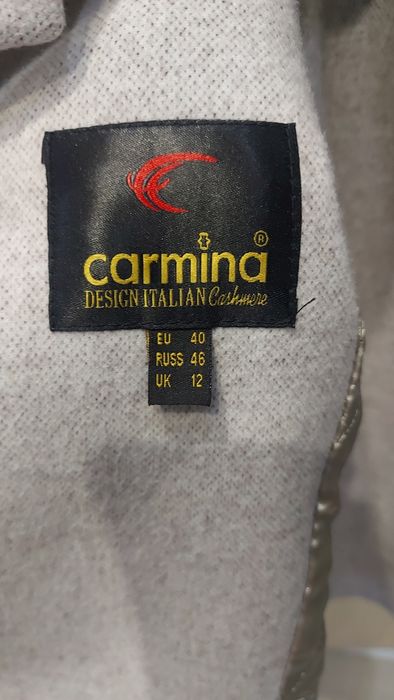 carmina ®
DESIGN ITALIAN Cashmere
EU 40
RUSS 46
UK 12